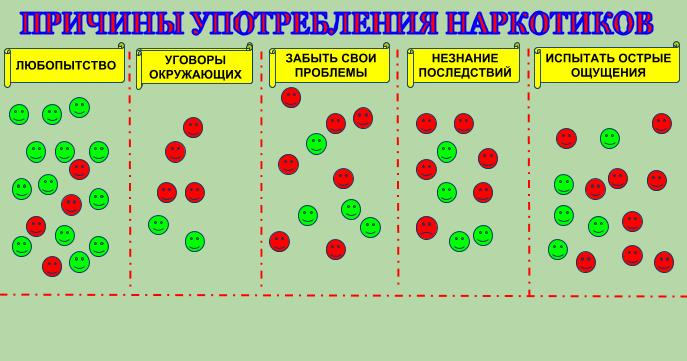 ПРИЧИНЫ УПОТРЕБЛЕНИЯ НАРКОТИКОВ
ЛЮБОПЫТСТВО
УГОВОРЫ
ОКРУЖАЮЩИХ
ЗАБЫТЬ СВОИ
ПРОБЛЕМЫ
НЕЗНАНИЕ
ПОСЛЕДСТВИЙ
ИСПЫТАТЬ ОСТРЫЕ
ОЩУЩЕНИЯ